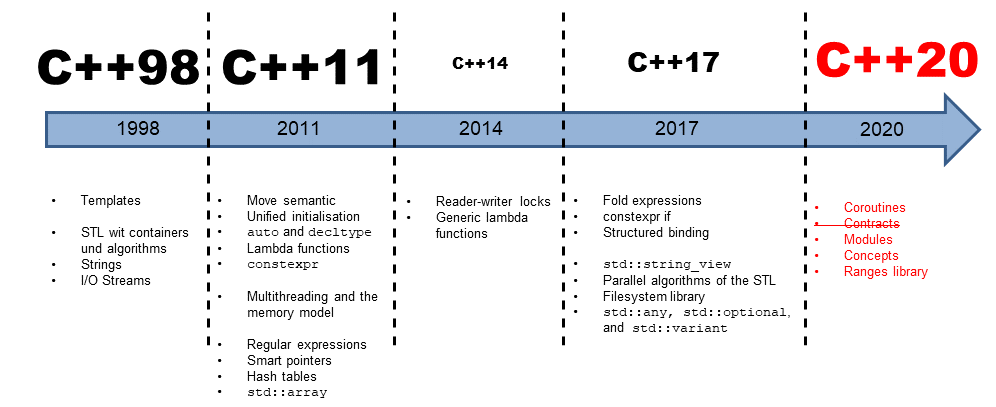 C++98
C++11
C++14
C++17
C++20
1998
2011
2014
2017
2020
• Templates
• STL wit containers
und algorithms
• Strings
• I/O Streams
• Move semantic
• Unified initialisation
• auto and decltype
• Lambda functions
• constexpr
• Multithreading and the
memory model
• Regular expressions
• Smart pointers
• Hash tables
• std::array
• Reader-writer locks
• Generic lambda
functions
• Fold expressions
• constexpr if
• Structured binding
• std::string_view
• Parallel algorithms of the STL
• Filesystem library
• std::any, std::optional,
and std::variant
• Coroutines
• Contracts
• Modules
• Concepts
• Ranges library